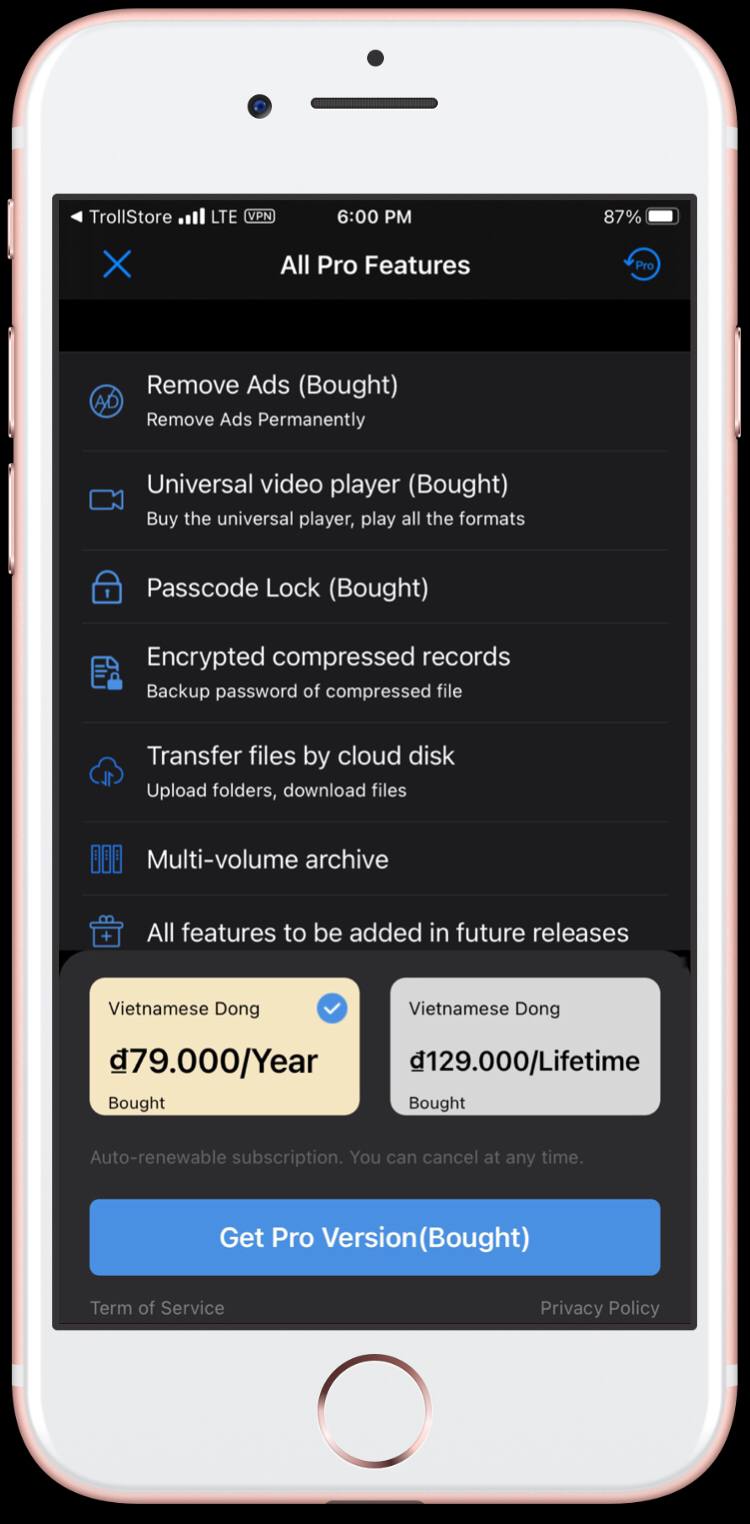 TrollStore LTE VPN 6:00 PM 87%
All Pro Features Pro
Remove Ads (Bought)
AD
Remove Ads Permanently
Universal video player (Bought)
Buy the universal player, play all the formats
Passcode Lock (Bought)
Encrypted compressed records
Backup password of compressed file
Transfer files by cloud disk
Upload folders, download files
Multi-volume archive
All features to be added in future releases
Vietnamese Dong
₫79.000/Year
Bought
Vietnamese Dong
₫129.000/Lifetime
Bought
Auto-renewable subscription. You can cancel at any time.
Get Pro Version(Bought)
Term of Service Privacy Policy